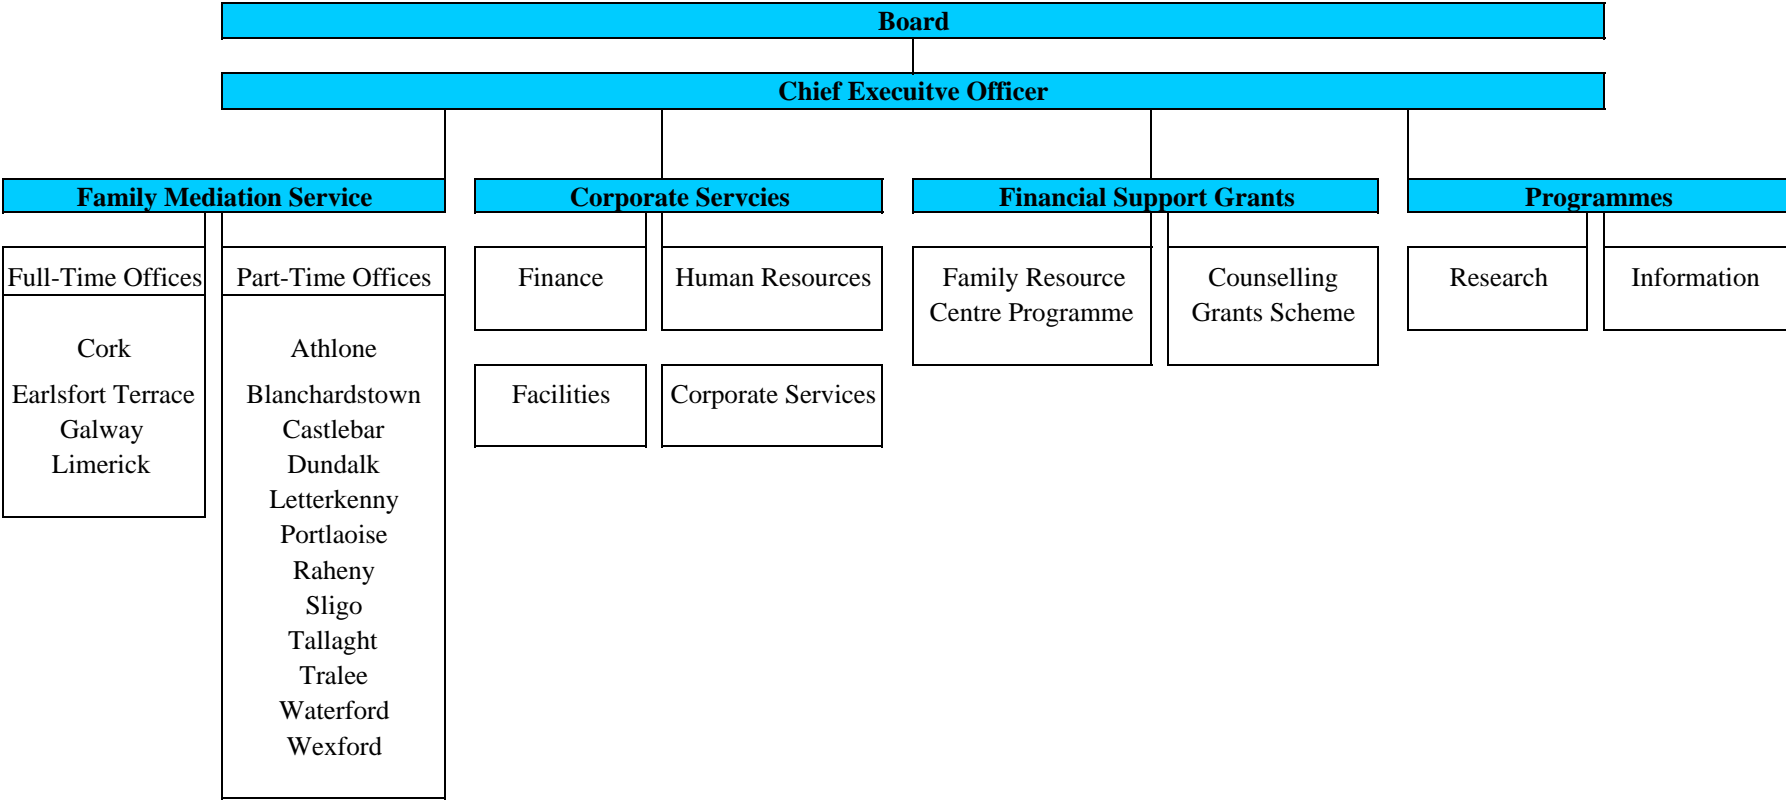 Board
Chief Execuitve Officer
Family Mediation Service
Corporate Servcies
Financial Support Grants
Programmes
Full-Time Offices
Cork
Earlsfort Terrace
Galway
Limerick
Part-Time Offices
Athlone
Blanchardstown
Castlebar
Dundalk
Letterkenny
Portlaoise
Raheny
Sligo
Tallaght
Tralee
Waterford
Wexford
Finance
Human Resources
Facilities
Corporate Services
Family Resource
Centre Programme
Counselling
Grants Scheme
Research
Information